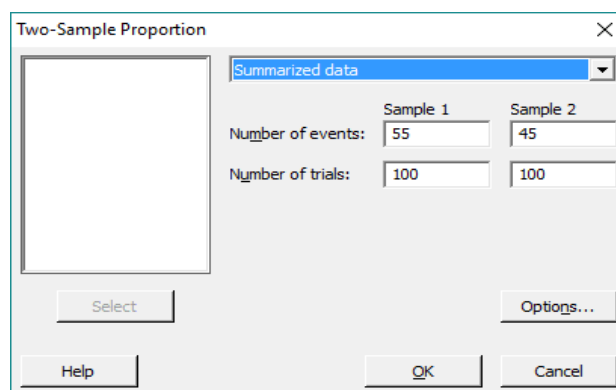 Two-Sample Proportion
Summarized data
Sample 1 Sample 2
Number of events: 55 45
Number of trials: 100 100
Select Options...
Help OK Cancel